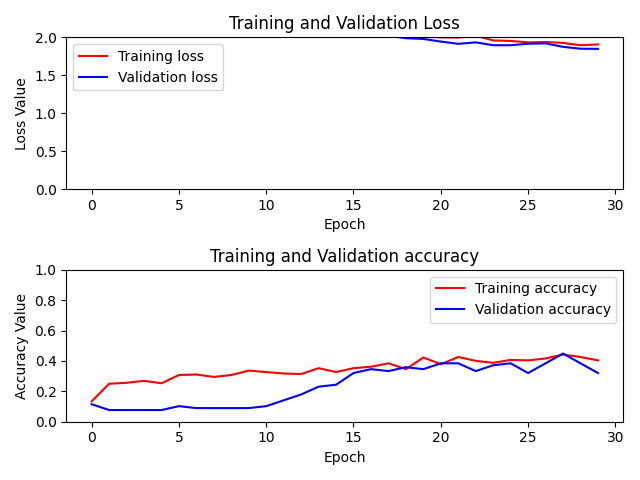 Training and Validation Loss
2.0
1.5
1.0
0.5
0.0
Loss Value
Training loss
Validation loss
0 5 10 15 20 25 30
Epoch
Training and Validation accuracy
1.0
0.8
0.6
0.4
0.2
0.0
Accuracy Value
Training accuracy
Validation accuracy
0 5 10 15 20 25 30
Epoch